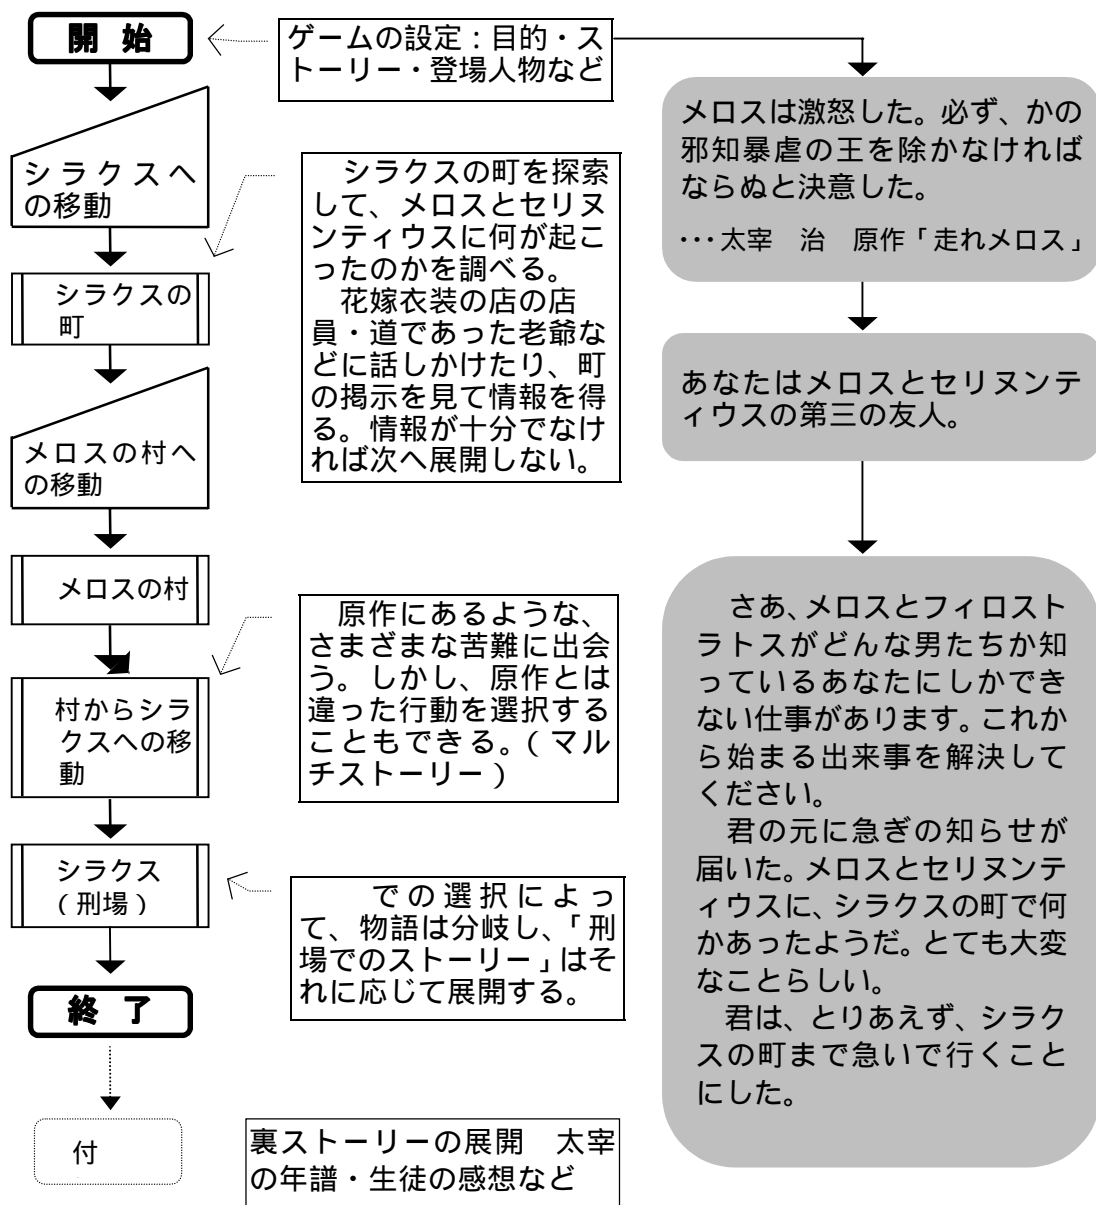 開 始
ゲームの設定：目的・ス
トーリー・登場人物など
シラクスへ
の移動
シラクスの町を探索
して、メロスとセリヌ
ンティウスに何が起こ
ったのかを調べる。
花嫁衣装の店の店
員・道であった老爺な
どに話しかけたり、町
の掲示を見て情報を得
る。情報が十分でなけ
れば次へ展開しない。
シラクスの
町
メロスの村へ
の移動
メロスの村
原作にあるような、
さまざまな苦難に出会
う。しかし、原作とは
違った行動を選択する
こともできる。（マル
チストーリー）
村からシラ
クスへの移
動
シラクス
（刑場）
での選択によっ
て、物語は分岐し、「刑
場でのストーリー」はそ
れに応じて展開する。
終 了
付
裏ストーリーの展開　太宰
の年譜・生徒の感想など
メロスは激怒した。必ず、かの
邪知暴虐の王を除かなければ
ならぬと決意した。
･･･太宰　治　原作「走れメロス」
あなたはメロスとセリヌンテ
ィウスの第三の友人。
さあ、メロスとフィロスト
ラトスがどんな男たちか知
っているあなたにしかでき
ない仕事があります。これか
ら始まる出来事を解決して
ください。
君の元に急ぎの知らせが
届いた。メロスとセリヌンテ
ィウスに、シラクスの町で何
かあったようだ。とても大変
なことらしい。
君は、とりあえず、シラク
スの町まで急いで行くこと
にした。